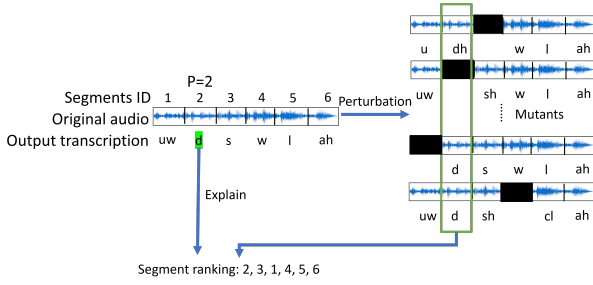 P=2
Segments ID 1 2 3 4 5 6
Original audio
Output transcription uw d s w l ah
Explain
Segment ranking: 2, 3, 1, 4, 5, 6
Perturbation
u dh w l ah
uw sh w l ah
Mutants
d s w l ah
uw d sh cl ah